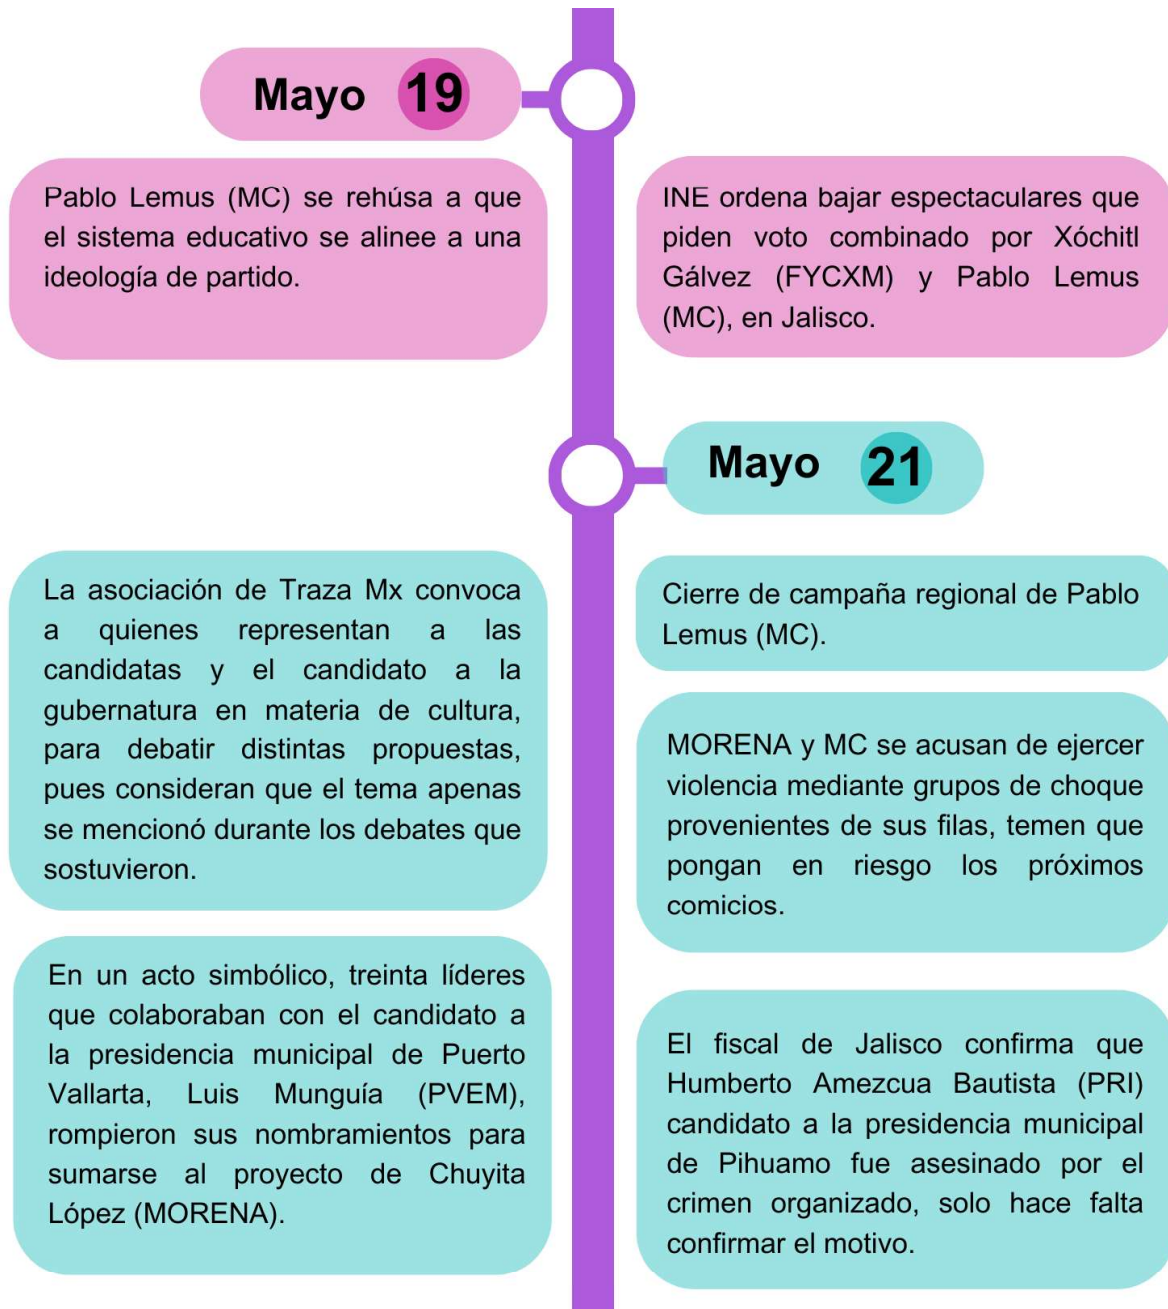 Mayo 19
Pablo Lemus (MC) se rehúsa a que
el sistema educativo se alinee a una
ideología de partido.
INE ordena bajar espectaculares que
piden voto combinado por Xóchitl
Gálvez (FYCXM) y Pablo Lemus
(MC), en Jalisco.
Mayo 21
La asociación de Traza Mx convoca
a quienes representan a las
candidatas y el candidato a la
gubernatura en materia de cultura,
para debatir distintas propuestas,
pues consideran que el tema apenas
se mencionó durante los debates que
sostuvieron.
En un acto simbólico, treinta líderes
que colaboraban con el candidato a
la presidencia municipal de Puerto
Vallarta, Luis Munguía (PVEM),
rompieron sus nombramientos para
sumarse al proyecto de Chuyita
López (MORENA).
Cierre de campaña regional de Pablo
Lemus (MC).
MORENA y MC se acusan de ejercer
violencia mediante grupos de choque
provenientes de sus filas, temen que
pongan en riesgo los próximos
comicios.
El fiscal de Jalisco confirma que
Humberto Amezcua Bautista (PRI)
candidato a la presidencia municipal
de Pihuamo fue asesinado por el
crimen organizado, solo hace falta
confirmar el motivo.